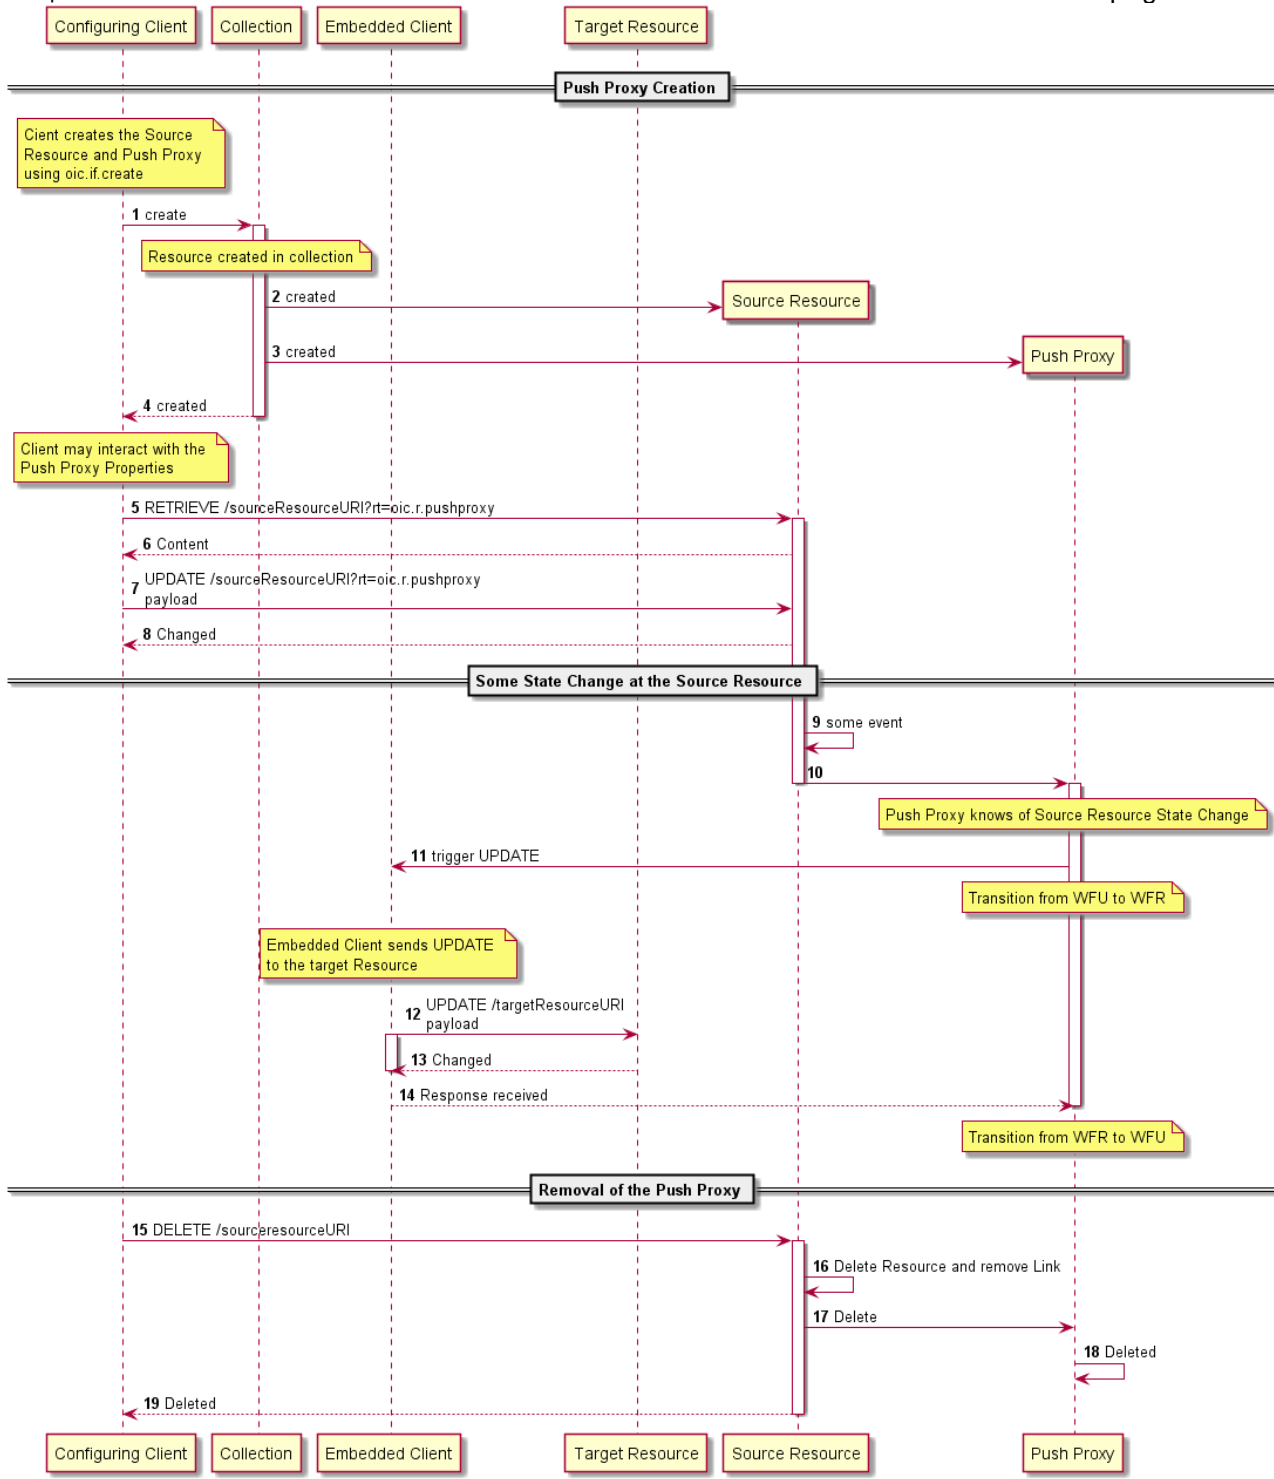 Configuring Client
Collection
Embedded Client
Target Resource
Push Proxy Creation
Cient creates the Source
Resource and Push Proxy
using oic.if.create
1 create
Resource created in collection
2 created
Source Resource
3 created
Push Proxy
4 created
Client may interact with the
Push Proxy Properties
5 RETRIEVE /sourceResourceURI?rt=oic.r.pushproxy
6 Content
7 UPDATE /sourceResourceURI?rt=oic.r.pushproxy
payload
8 Changed
Some State Change at the Source Resource
9 some event
10
Push Proxy knows of Source Resource State Change
11 trigger UPDATE
Transition from WFU to WFR
Embedded Client sends UPDATE
to the target Resource
12 UPDATE /targetResourceURI
payload
13 Changed
14 Response received
Transition from WFR to WFU
Removal of the Push Proxy
15 DELETE /sourceresourceURI
16 Delete Resource and remove Link
17 Delete
18 Deleted
19 Deleted
Configuring Client
Collection
Embedded Client
Target Resource
Source Resource
Push Proxy